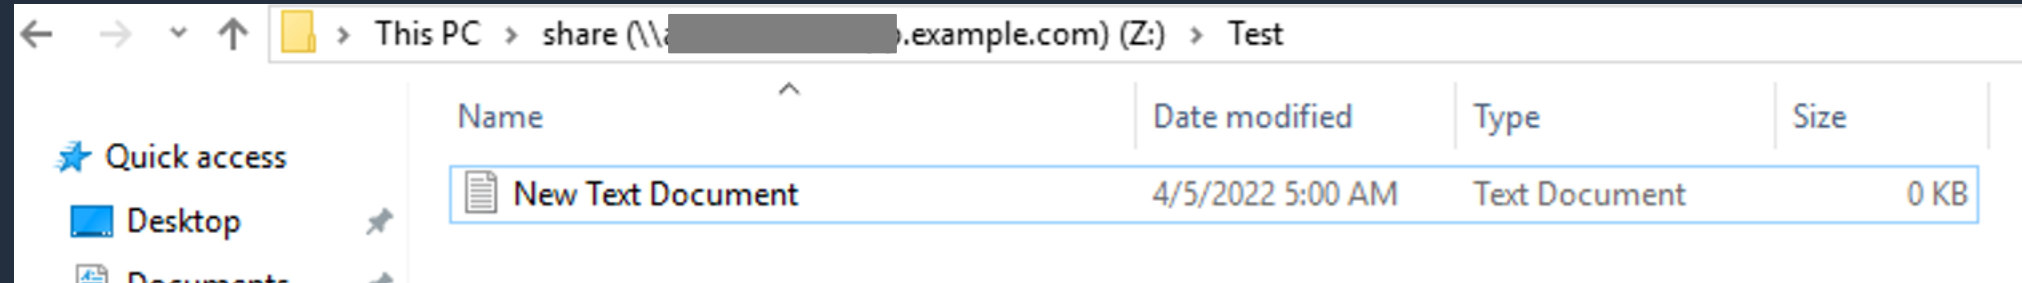 This PC > share (\\a .example.com) (Z:) > Test
Name Date modified Type Size
Quick access
New Text Document 4/5/2022 5:00 AM Text Document 0 KB
Desktop
Documents